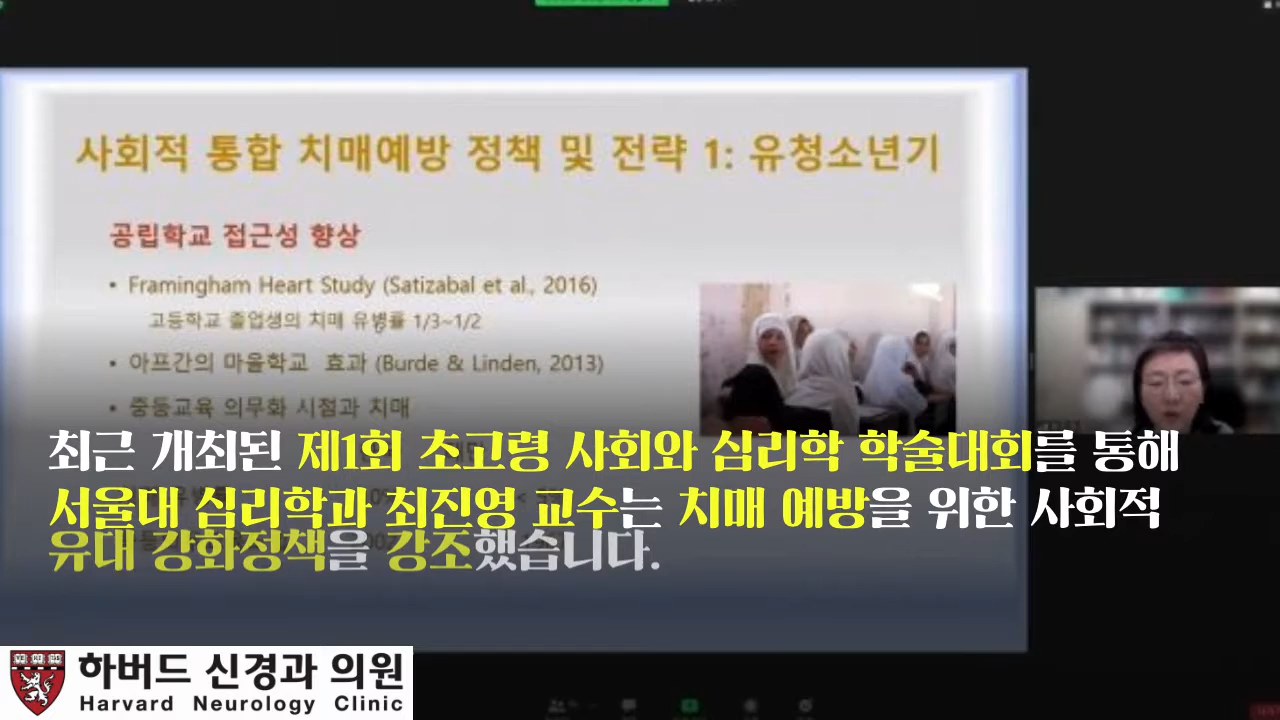 사회적 통합 치매예방 정책 및 전략 1: 유청소년기
공립학교 접근성 향상
• Framingham Heart Study (Satizabal et al., 2016)
고등학교 졸업생의 치매 유병률 1/3~1/2
• 아프간의 마을학교 효과 (Burde & Linden, 2013)
• 중등교육 의무화 시점과 치매
최근 개최된 제1회 초고령 사회와 심리학 학술대회를 통해
서울대 심리학과 최진영 교수는 치매 예방을 위한 사회적
유대 강화정책을 강조했습니다.
하버드 신경과 의원
Harvard Neurology Clinic